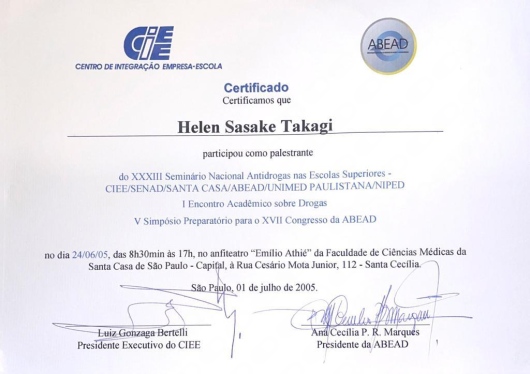 CIEE
CENTRO DE INTEGRAÇÃO EMPRESA-ESCOLA
ABEAD
Certificado
Certificamos que
Helen Sasake Takagi
participou como palestrante
do XXXIII Seminário Nacional Antidrogas nas Escolas Superiores -
CIEE/SENAD/SANTA CASA/ABEAD/UNIMED PAULISTANA/NIPED
I Encontro Acadêmico sobre Drogas
V Simpósio Preparatório para o XVII Congresso da ABEAD
no dia 24/06/05, das 8h30min às 17h, no anfiteatro "Emílio Athié" da Faculdade de Ciências Médicas da
Santa Casa de São Paulo - Capital, à Rua Cesário Mota Junior, 112 - Santa Cecília.
São Paulo, 01 de julho de 2005.
Luiz Gonzaga Bertelli
Presidente Executivo do CIEE
Ana Cecília P. R. Marques
Presidente da ABEAD